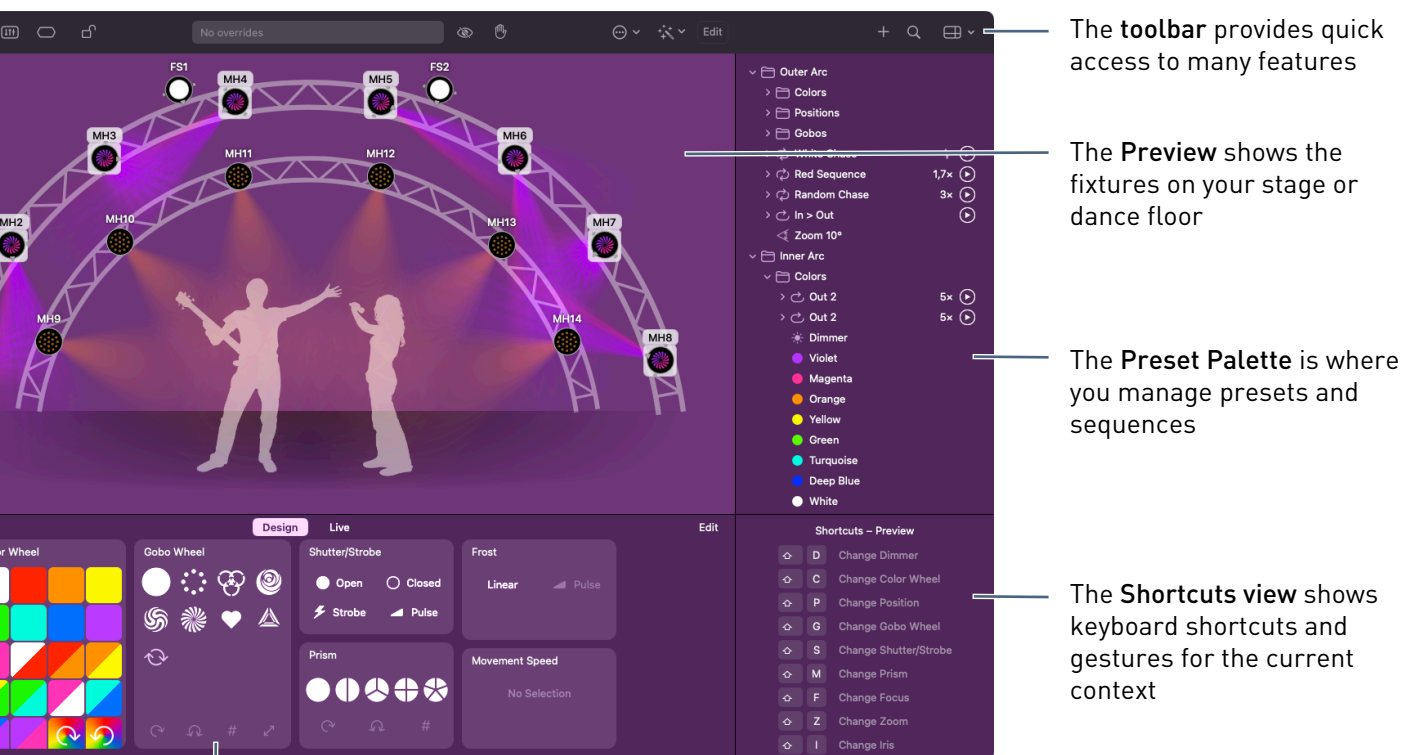 No overrides
Edit
The toolbar provides quick
access to many features
FS1
FS2
MH4
MH5
MH3
MH6
MH11
MH12
MH2
MH10
MH13
MH7
MH9
MH14
MH8
Outer Arc
Colors
Positions
Gobos
White Chase
Red Sequence 1,7×
Random Chase 3×
In > Out
Zoom 10°
Inner Arc
Colors
Out 2 5×
Out 2 5×
Dimmer
Violet
Magenta
Orange
Yellow
Green
Turquoise
Deep Blue
White
The Preview shows the
fixtures on your stage or
dance floor
The Preset Palette is where
you manage presets and
sequences
Design Live Edit
Wheel
Gobo Wheel
Shutter/Strobe
Open Closed
Strobe Pulse
Frost
Linear Pulse
Prism
#
#
Movement Speed
No Selection
Shortcuts – Preview
D Change Dimmer
C Change Color Wheel
P Change Position
G Change Gobo Wheel
S Change Shutter/Strobe
M Change Prism
F Change Focus
Z Change Zoom
I Change Iris
The Shortcuts view shows
keyboard shortcuts and
gestures for the current
context